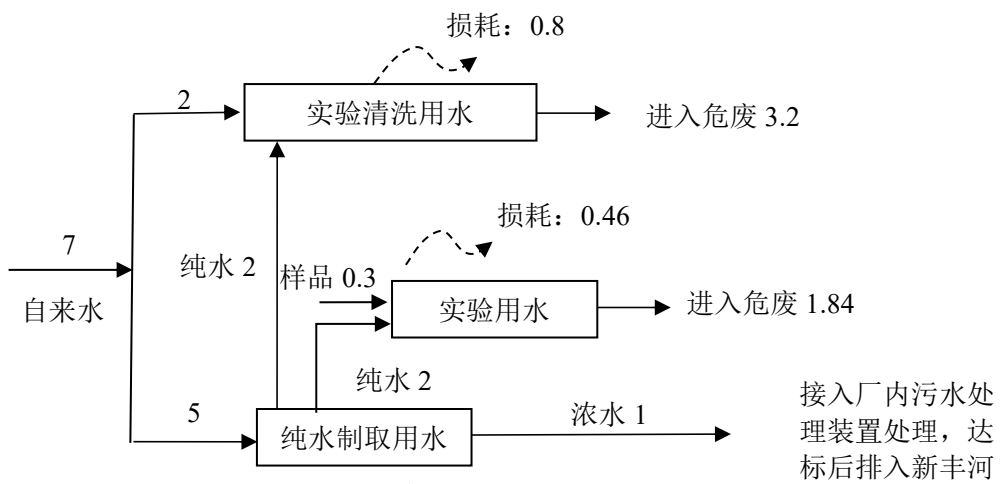 损耗：0.8
2
实验清洗用水
进入危废 3.2
损耗：0.46
7
纯水 2
样品 0.3
自来水
实验用水
进入危废 1.84
纯水 2
5
纯水制取用水
浓水 1
接入厂内污水处
理装置处理，达
标后排入新丰河